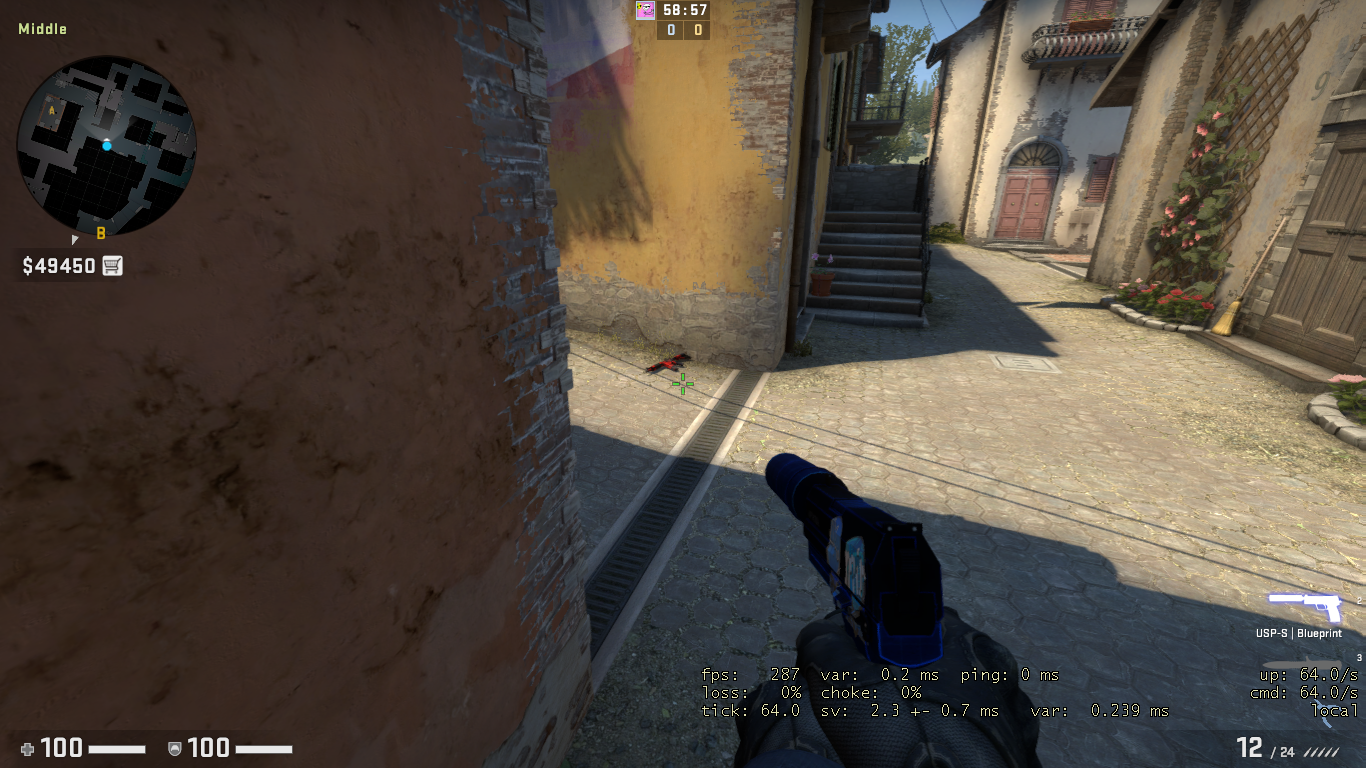 58:57
0 0
Middle
A
B
$49450
9
2
USP-S | Blueprint
3
fps: 287 var: 0.2 ms ping: 0 ms
loss: 0% choke: 0%
tick: 64.0 sv: 2.3 +- 0.7 ms var: 0.239 ms
up: 64.0/s
cmd: 64.0/s
local
100 100
12 / 24